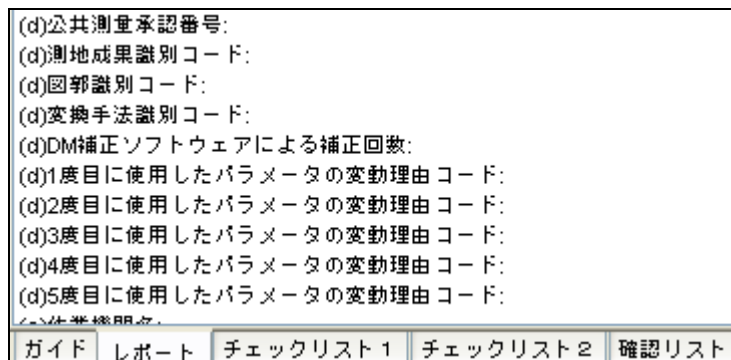 (d)公共測量承認番号:
(d)測地成果識別コード:
(d)図郭識別コード:
(d)変換手法識別コード:
(d)DM補正ソフトウェアによる補正回数:
(d)1度目に使用したパラメータの変動理由コード:
(d)2度目に使用したパラメータの変動理由コード:
(d)3度目に使用したパラメータの変動理由コード:
(d)4度目に使用したパラメータの変動理由コード:
(d)5度目に使用したパラメータの変動理由コード:
ガイド レポート チェックリスト1 チェックリスト2 確認リスト